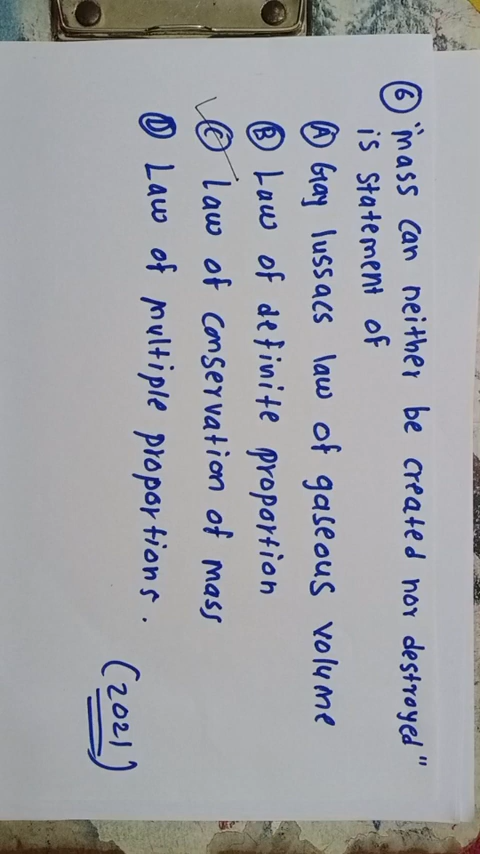 ⑥ "mass can neither be created nor destroyed"
is statement of
Ⓐ Gay lussacs law of gaseous volume
Ⓑ Law of definite proportion
Ⓒ Law of conservation of mass
Ⓓ Law of multiple proportions.
(2021)